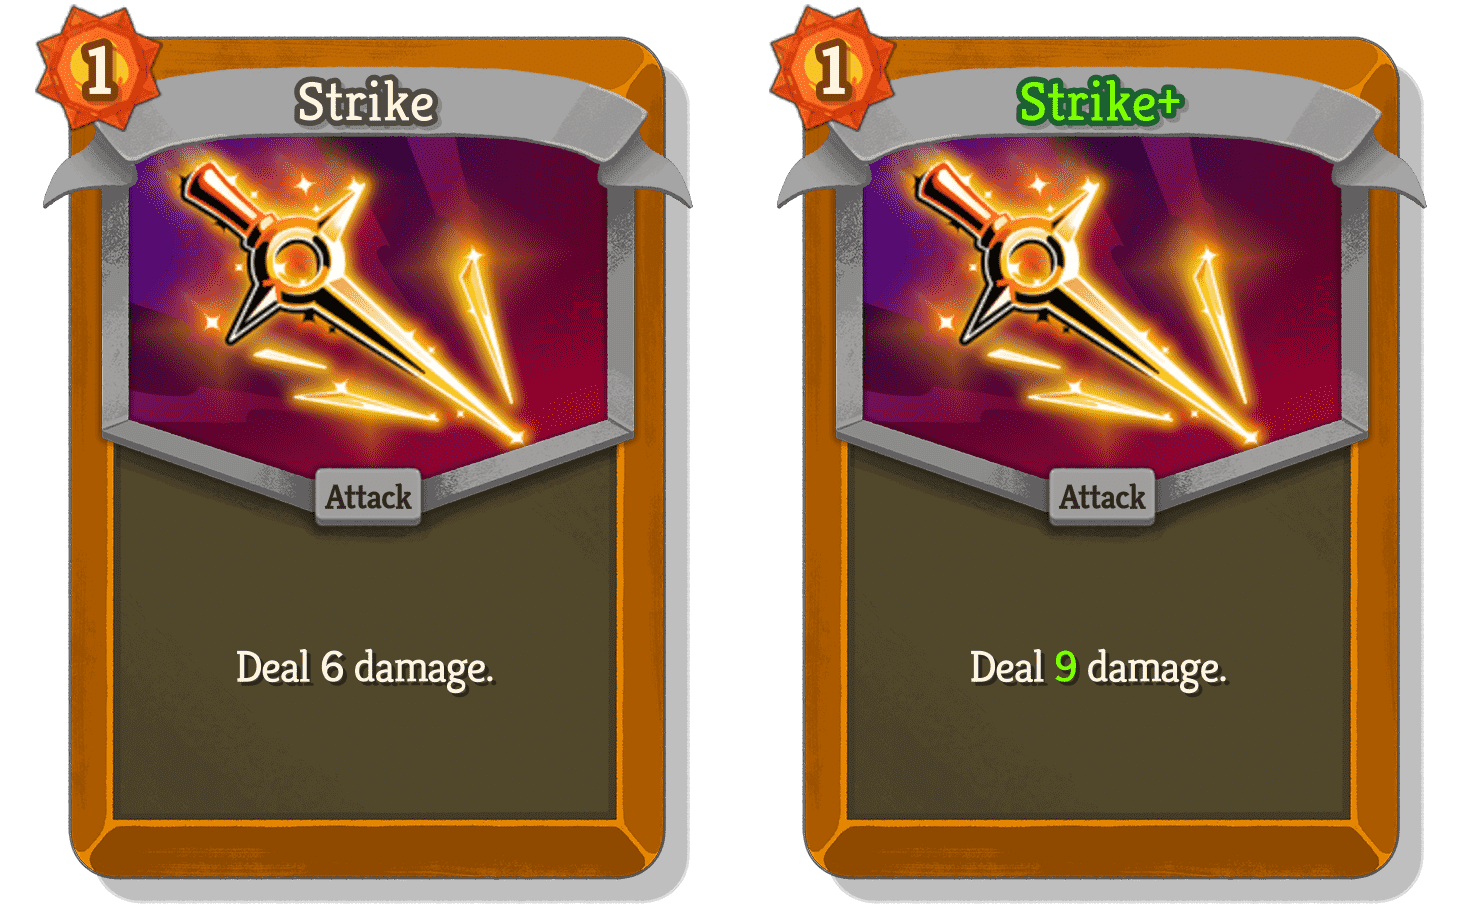 1
Strike
Attack
Deal 6 damage.
1
Strike+
Attack
Deal 9 damage.